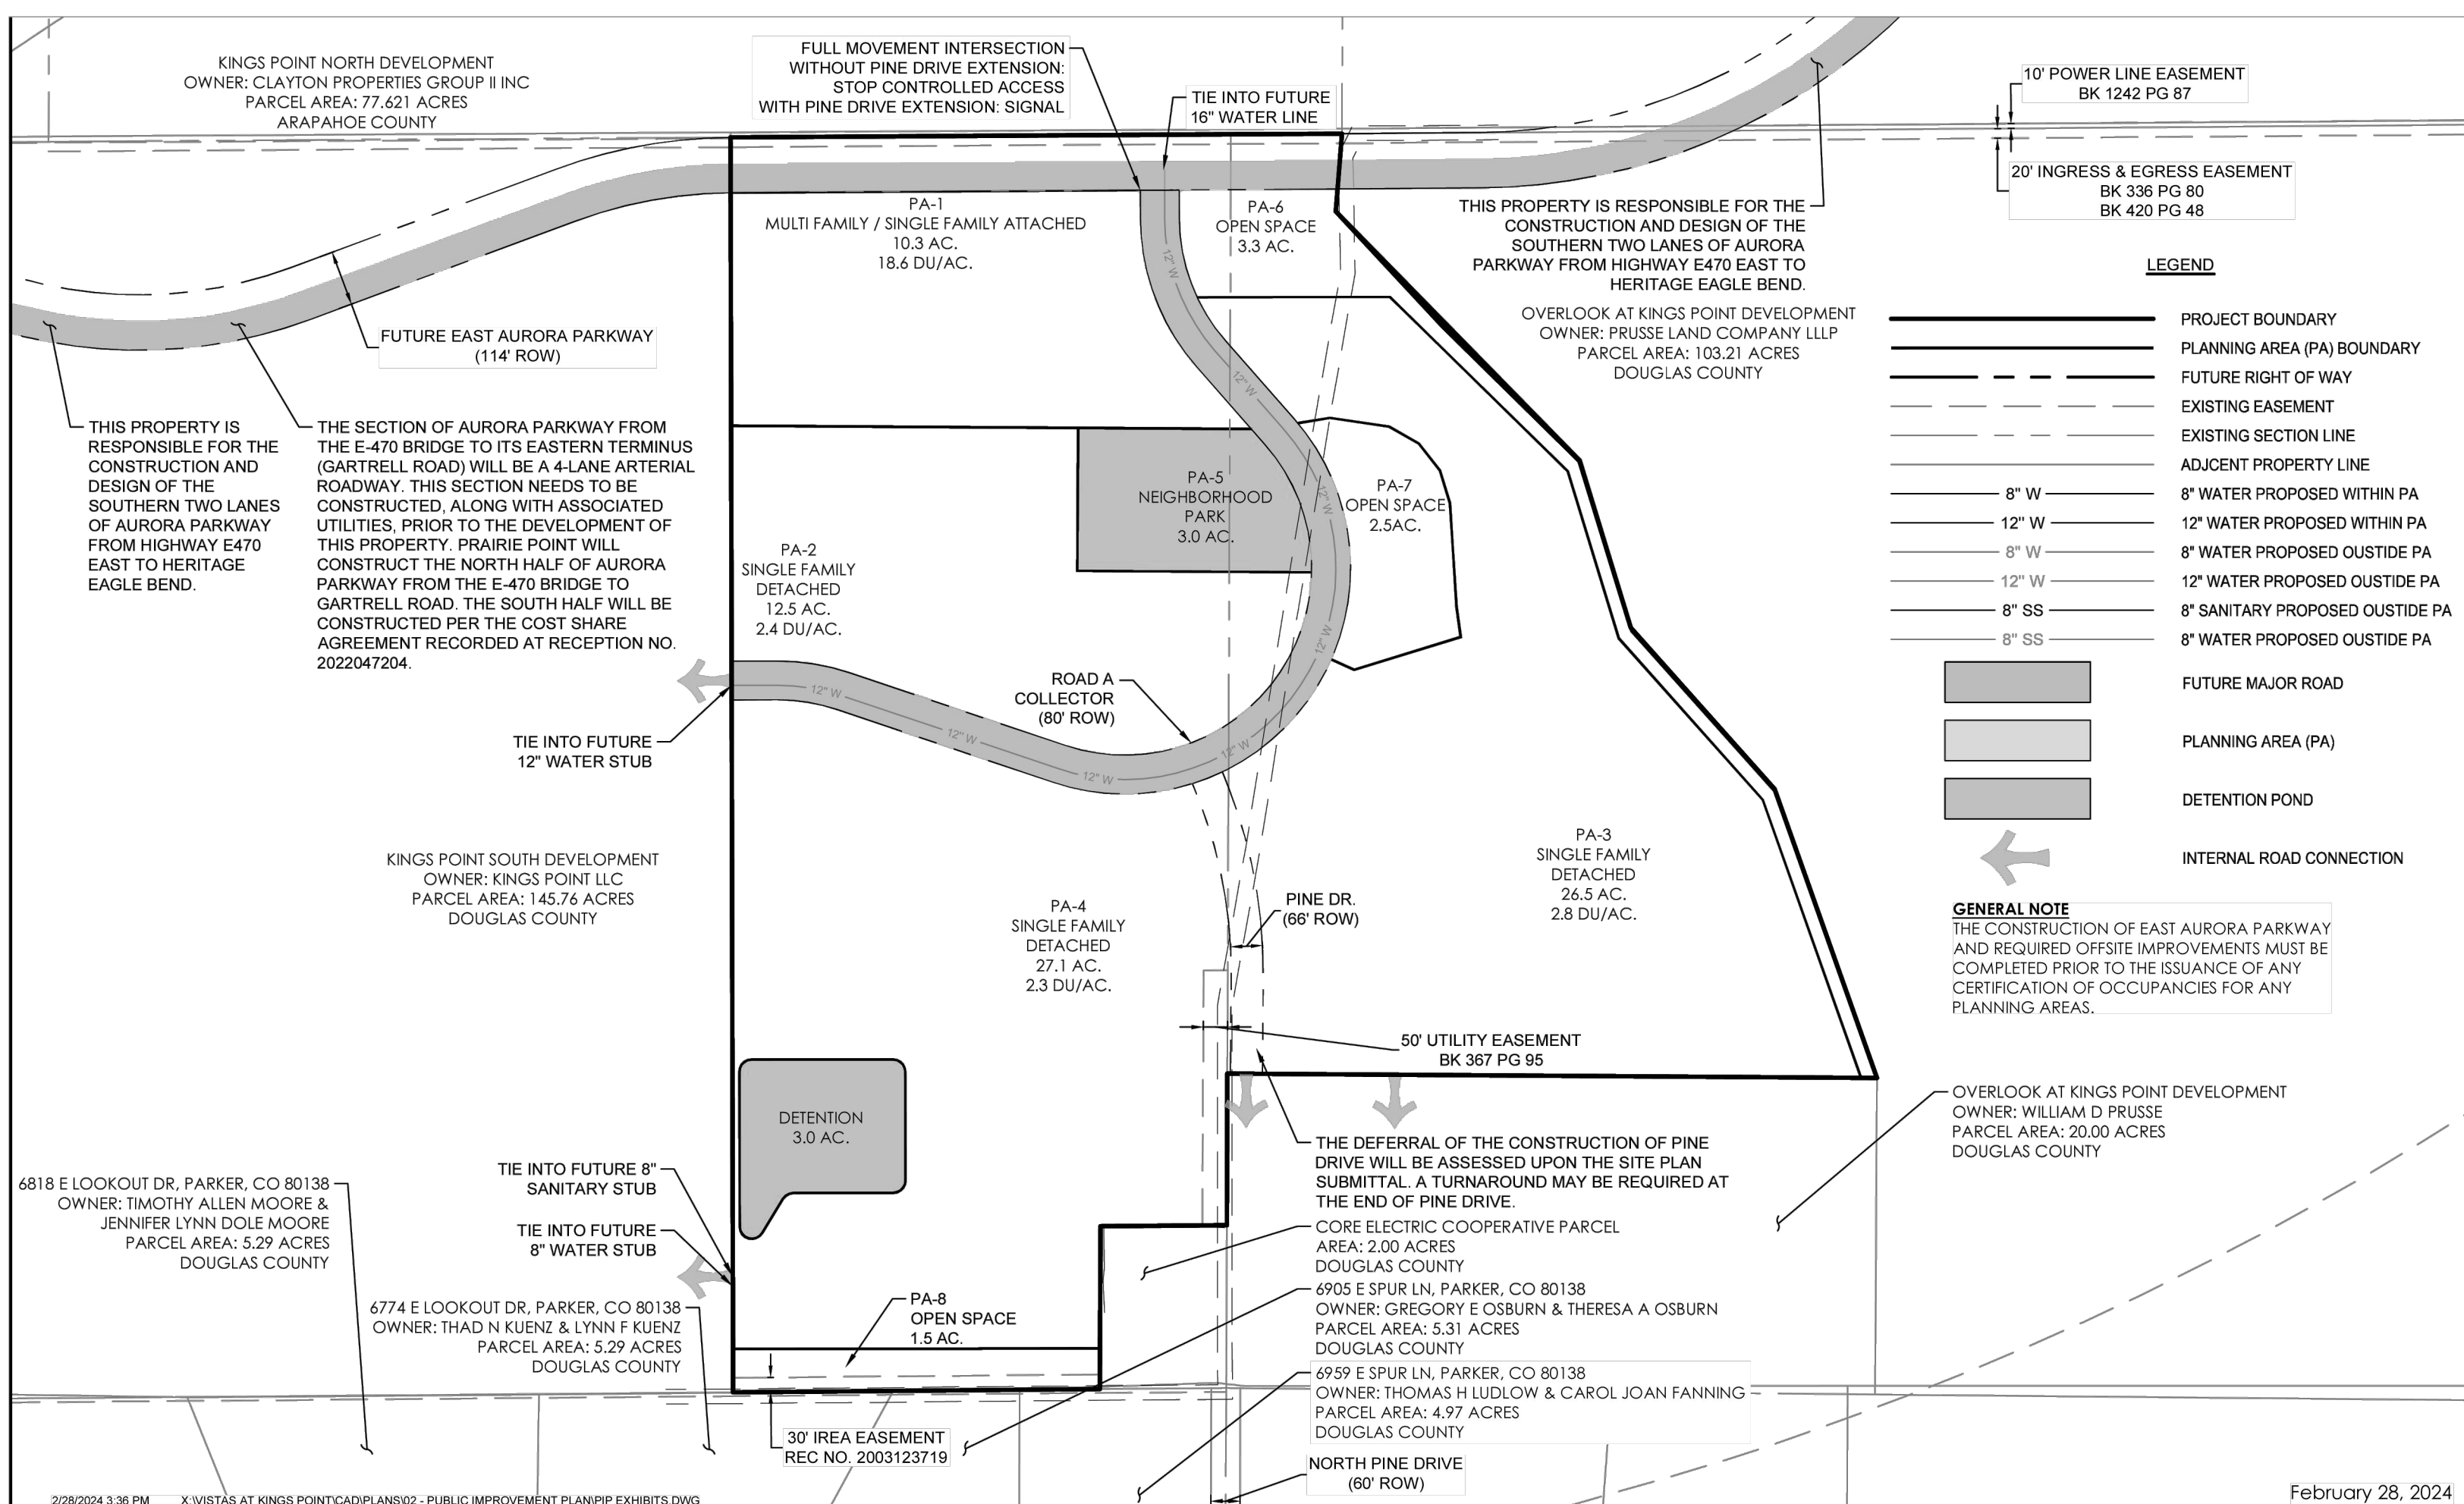 KINGS POINT NORTH DEVELOPMENT
OWNER: CLAYTON PROPERTIES GROUP II INC
PARCEL AREA: 77.621 ACRES
ARAPAHOE COUNTY
FULL MOVEMENT INTERSECTION
WITHOUT PINE DRIVE EXTENSION:
STOP CONTROLLED ACCESS
WITH PINE DRIVE EXTENSION: SIGNAL
TIE INTO FUTURE
16" WATER LINE
10' POWER LINE EASEMENT
BK 1242 PG 87
20' INGRESS & EGRESS EASEMENT
BK 336 PG 80
BK 420 PG 48
PA-1
MULTI FAMILY / SINGLE FAMILY ATTACHED
10.3 AC.
18.6 DU/AC.
PA-6
OPEN SPACE
3.3 AC.
THIS PROPERTY IS RESPONSIBLE FOR THE
CONSTRUCTION AND DESIGN OF THE
SOUTHERN TWO LANES OF AURORA
PARKWAY FROM HIGHWAY E470 EAST TO
HERITAGE EAGLE BEND.
OVERLOOK AT KINGS POINT DEVELOPMENT
OWNER: PRUSSE LAND COMPANY LLLP
PARCEL AREA: 103.21 ACRES
DOUGLAS COUNTY
FUTURE EAST AURORA PARKWAY
(114' ROW)
THIS PROPERTY IS
RESPONSIBLE FOR THE
CONSTRUCTION AND
DESIGN OF THE
SOUTHERN TWO LANES
OF AURORA PARKWAY
FROM HIGHWAY E470
EAST TO HERITAGE
EAGLE BEND.
THE SECTION OF AURORA PARKWAY FROM
THE E-470 BRIDGE TO ITS EASTERN TERMINUS
(GARTRELL ROAD) WILL BE A 4-LANE ARTERIAL
ROADWAY. THIS SECTION NEEDS TO BE
CONSTRUCTED, ALONG WITH ASSOCIATED
UTILITIES, PRIOR TO THE DEVELOPMENT OF
THIS PROPERTY. PRAIRIE POINT WILL
CONSTRUCT THE NORTH HALF OF AURORA
PARKWAY FROM THE E-470 BRIDGE TO
GARTRELL ROAD. THE SOUTH HALF WILL BE
CONSTRUCTED PER THE COST SHARE
AGREEMENT RECORDED AT RECEPTION NO.
2022047204.
12" W
12" W
12" W
12" W
12" W
12" W
12" W
12" W
PA-5
NEIGHBORHOOD
PARK
3.0 AC.
PA-7
OPEN SPACE
2.5AC.
PA-2
SINGLE FAMILY
DETACHED
12.5 AC.
2.4 DU/AC.
ROAD A
COLLECTOR
(80' ROW)
TIE INTO FUTURE
12" WATER STUB
LEGEND
PROJECT BOUNDARY
PLANNING AREA (PA) BOUNDARY
FUTURE RIGHT OF WAY
EXISTING EASEMENT
EXISTING SECTION LINE
ADJCENT PROPERTY LINE
8" W 8" WATER PROPOSED WITHIN PA
12" W 12" WATER PROPOSED WITHIN PA
8" W 8" WATER PROPOSED OUSTIDE PA
12" W 12" WATER PROPOSED OUSTIDE PA
8" SS 8" SANITARY PROPOSED OUSTIDE PA
8" SS 8" WATER PROPOSED OUSTIDE PA
FUTURE MAJOR ROAD
PLANNING AREA (PA)
DETENTION POND
INTERNAL ROAD CONNECTION
GENERAL NOTE
THE CONSTRUCTION OF EAST AURORA PARKWAY
AND REQUIRED OFFSITE IMPROVEMENTS MUST BE
COMPLETED PRIOR TO THE ISSUANCE OF ANY
CERTIFICATION OF OCCUPANCIES FOR ANY
PLANNING AREAS.
KINGS POINT SOUTH DEVELOPMENT
OWNER: KINGS POINT LLC
PARCEL AREA: 145.76 ACRES
DOUGLAS COUNTY
PA-4
SINGLE FAMILY
DETACHED
27.1 AC.
2.3 DU/AC.
PINE DR.
(66' ROW)
PA-3
SINGLE FAMILY
DETACHED
26.5 AC.
2.8 DU/AC.
50' UTILITY EASEMENT
BK 367 PG 95
DETENTION
3.0 AC.
OVERLOOK AT KINGS POINT DEVELOPMENT
OWNER: WILLIAM D PRUSSE
PARCEL AREA: 20.00 ACRES
DOUGLAS COUNTY
THE DEFERRAL OF THE CONSTRUCTION OF PINE
DRIVE WILL BE ASSESSED UPON THE SITE PLAN
SUBMITTAL. A TURNAROUND MAY BE REQUIRED AT
THE END OF PINE DRIVE.
TIE INTO FUTURE 8"
SANITARY STUB
TIE INTO FUTURE
8" WATER STUB
6818 E LOOKOUT DR, PARKER, CO 80138
OWNER: TIMOTHY ALLEN MOORE &
JENNIFER LYNN DOLE MOORE
PARCEL AREA: 5.29 ACRES
DOUGLAS COUNTY
6774 E LOOKOUT DR, PARKER, CO 80138
OWNER: THAD N KUENZ & LYNN F KUENZ
PARCEL AREA: 5.29 ACRES
DOUGLAS COUNTY
PA-8
OPEN SPACE
1.5 AC.
CORE ELECTRIC COOPERATIVE PARCEL
AREA: 2.00 ACRES
DOUGLAS COUNTY
6905 E SPUR LN, PARKER, CO 80138
OWNER: GREGORY E OSBURN & THERESA A OSBURN
PARCEL AREA: 5.31 ACRES
DOUGLAS COUNTY
6959 E SPUR LN, PARKER, CO 80138
OWNER: THOMAS H LUDLOW & CAROL JOAN FANNING
PARCEL AREA: 4.97 ACRES
DOUGLAS COUNTY
30' IREA EASEMENT
REC NO. 2003123719
NORTH PINE DRIVE
(60' ROW)
2/28/2024 3:36 PM X:\VISTAS AT KINGS POINT\CAD\PLANS\02 - PUBLIC IMPROVEMENT PLAN\PIP EXHIBITS.DWG
February 28, 2024